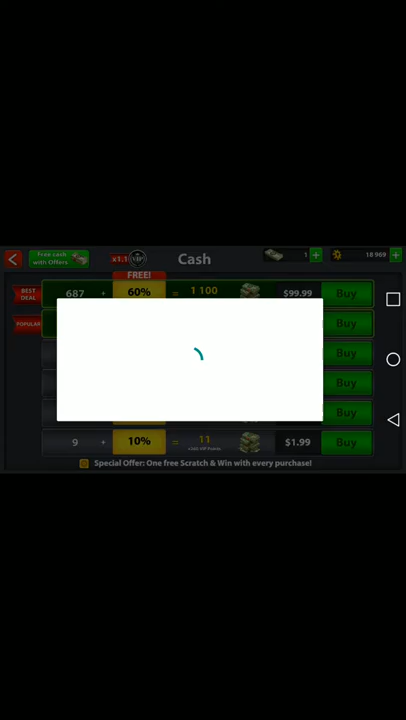 Free cash
with Offers
x1.1
VIP
Cash
1
18 969
FREE!
BEST
DEAL
687 + 60% = 1 100 $99.99 Buy
POPULAR
Buy
Buy
Buy
Buy
9 + 10% = 11 $1.99 Buy
Special Offer: One free Scratch & Win with every purchase!